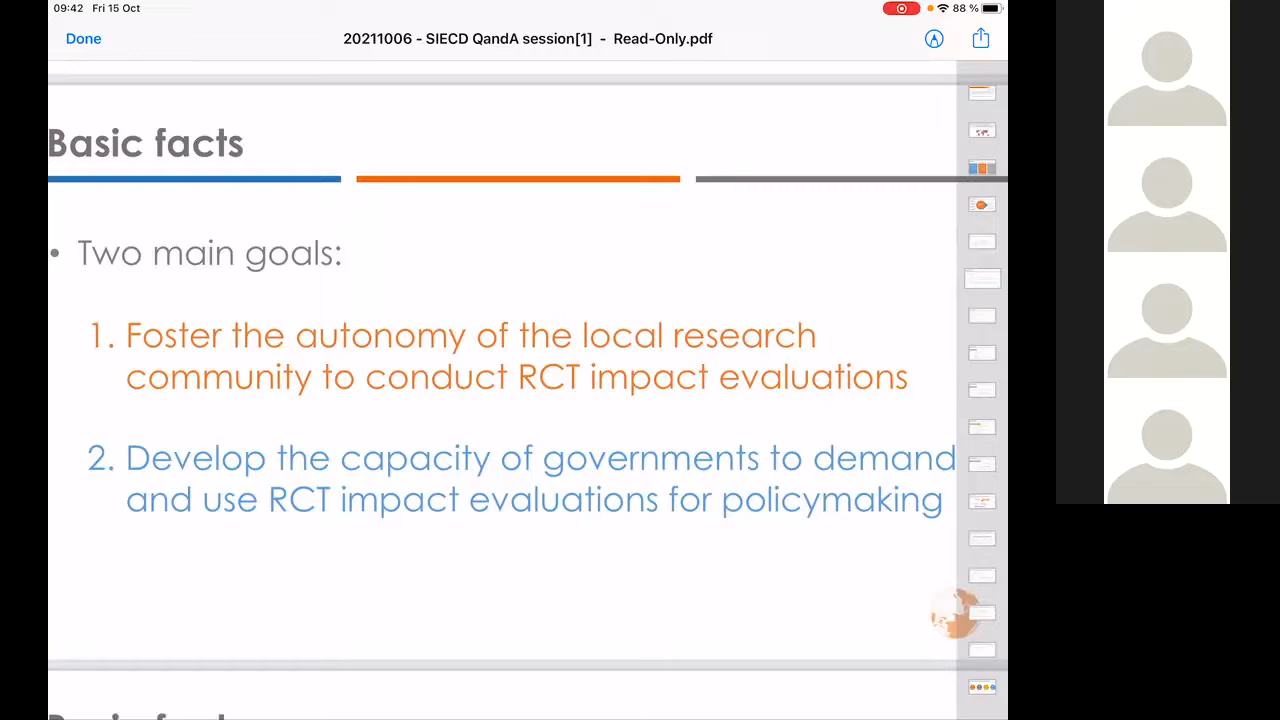 09:42 Fri 15 Oct
88 %
Done
20211006 - SIECD QandA session[1] - Read-Only.pdf
Basic facts
• Two main goals:
1. Foster the autonomy of the local research
community to conduct RCT impact evaluations
2. Develop the capacity of governments to demand
and use RCT impact evaluations for policymaking